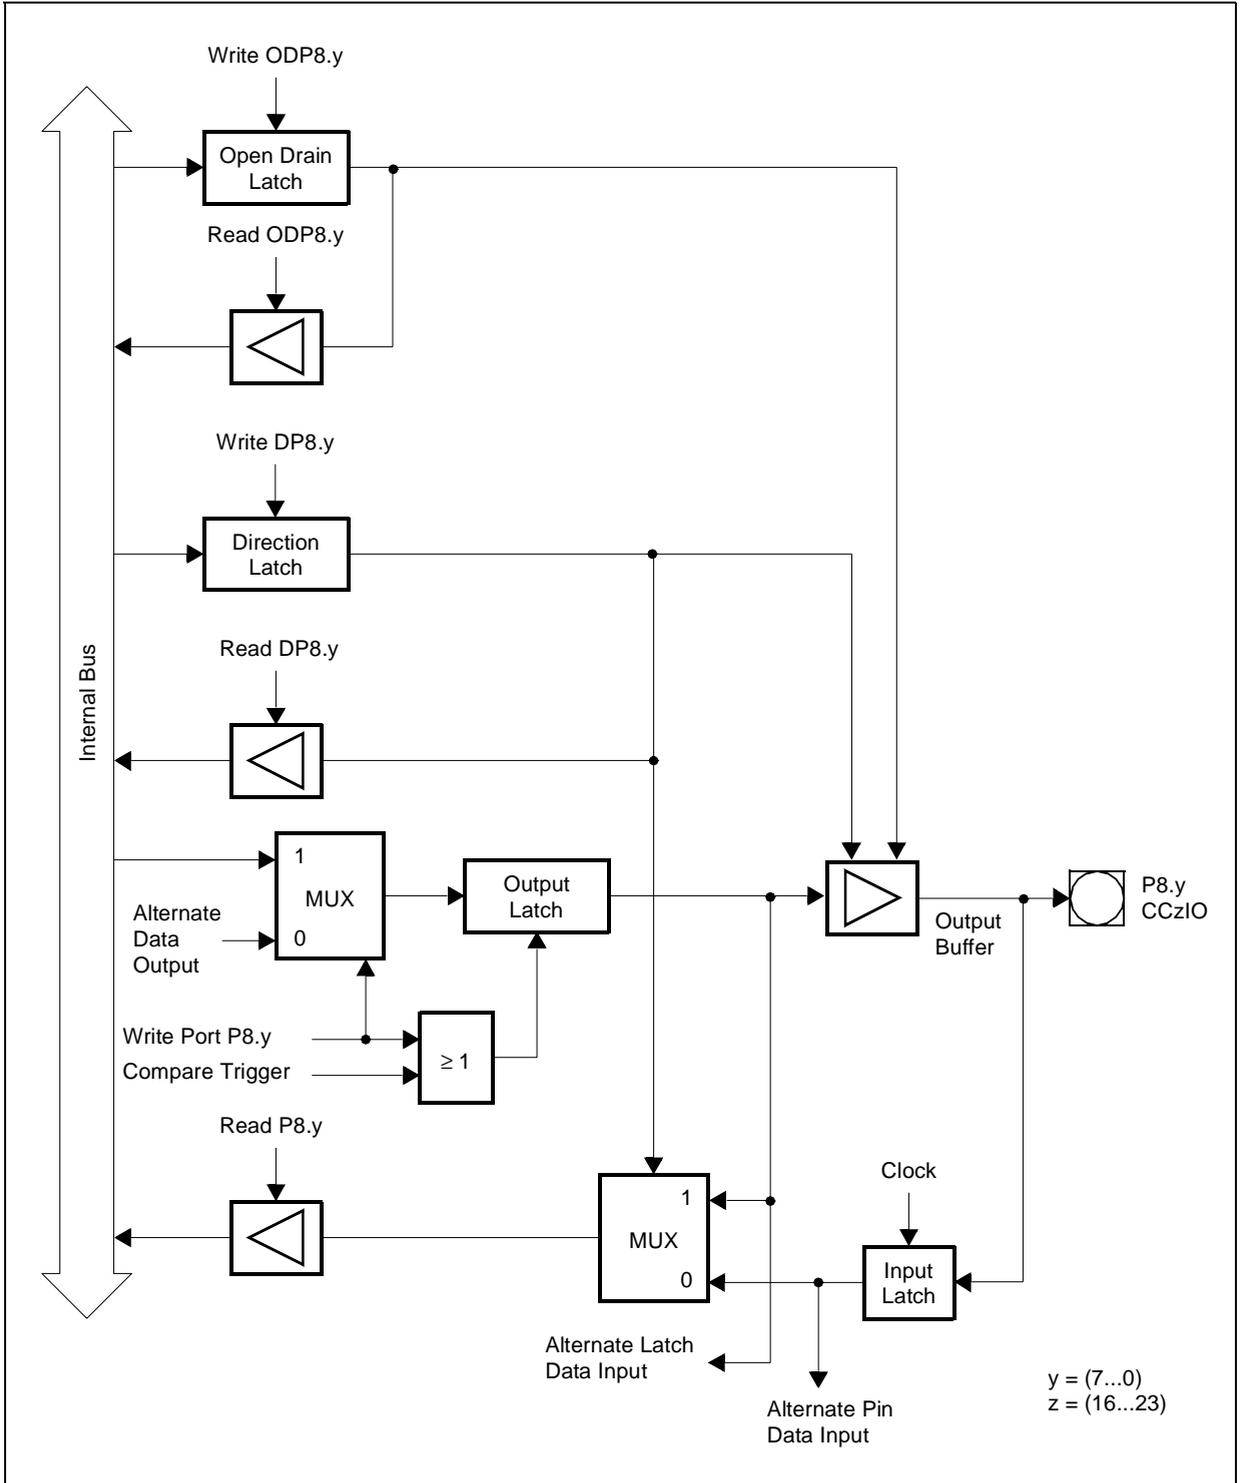 Write ODP8.y
Open Drain
Latch
Read ODP8.y
Write DP8.y
Direction
Latch
Internal Bus
Read DP8.y
1
MUX
0
Alternate
Data
Output
Output
Latch
Output
Buffer
P8.y
CCzIO
Write Port P8.y
Compare Trigger
≥ 1
Read P8.y
1
MUX
0
Clock
Input
Latch
Alternate Latch
Data Input
Alternate Pin
Data Input
y = (7...0)
z = (16...23)